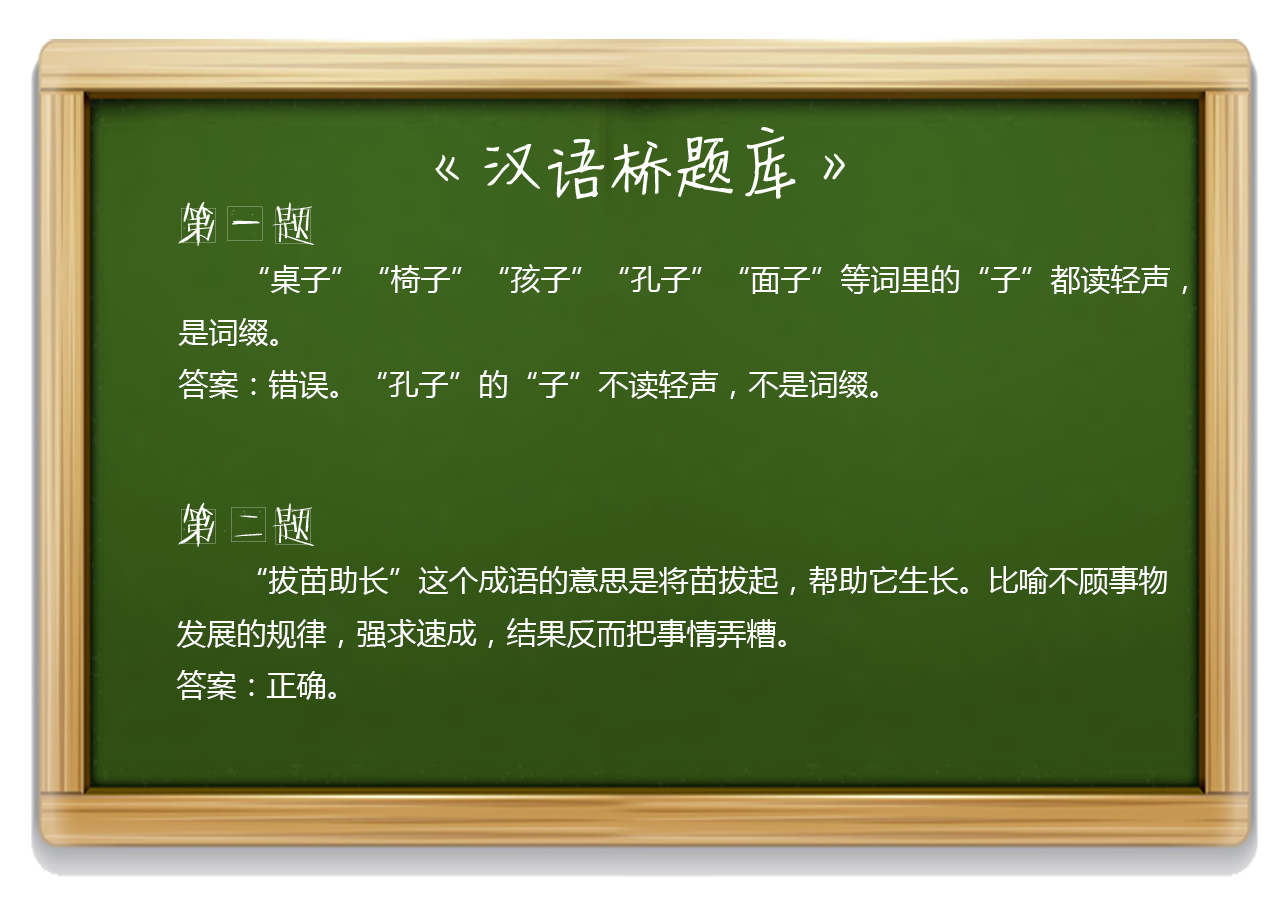 《汉语桥题库》
第一题
“桌子”“椅子”“孩子”“孔子”“面子”等词里的“子”都读轻声，
是词缀。
答案：错误。“孔子”的“子”不读轻声，不是词缀。
第二题
“拔苗助长”这个成语的意思是将苗拔起，帮助它生长。比喻不顾事物
发展的规律，强求速成，结果反而把事情弄糟。
答案：正确。